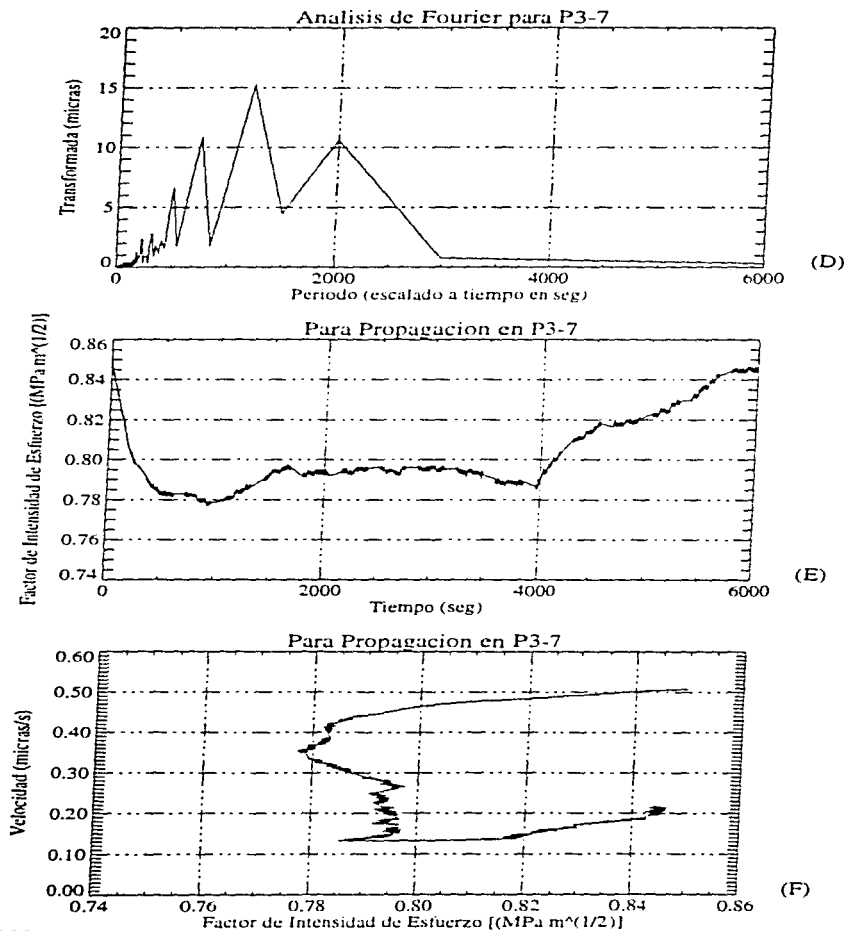 Analisis de Fourier para P3-7
20
15
10
5
0
Transformada (micras)
0 2000 4000 6000
Periodo (escalado a tiempo en seg)
(D)
Para Propagacion en P3-7
0.86
0.84
0.82
0.80
0.78
0.76
0.74
Factor de Intensidad de Esfuerzo [(MPa m^(1/2)]
0 2000 4000 6000
Tiempo (seg)
(E)
Para Propagacion en P3-7
0.60
0.50
0.40
0.30
0.20
0.10
0.00
Velocidad (micras/s)
0.74 0.76 0.78 0.80 0.82 0.84 0.86
Factor de Intensidad de Esfuerzo [(MPa m^(1/2)]
(F)